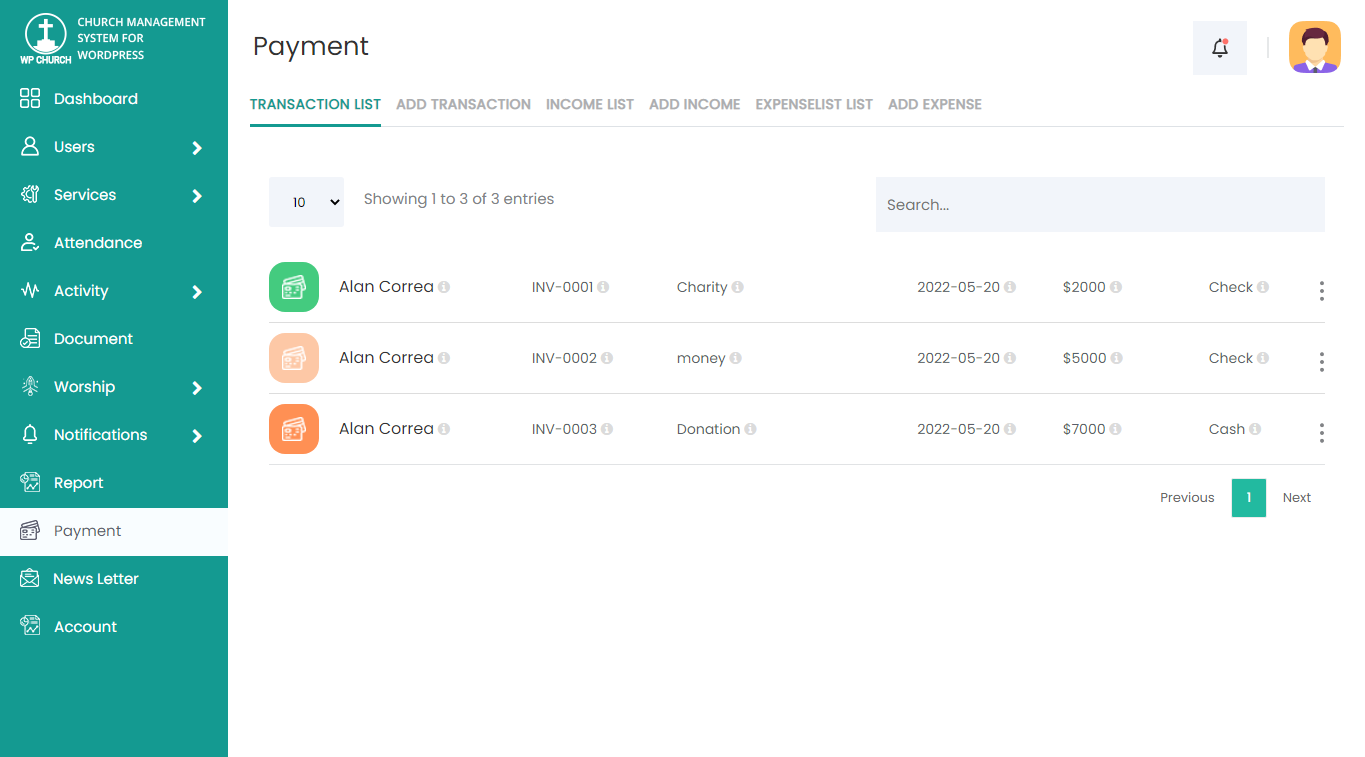 CHURCH MANAGEMENT
SYSTEM FOR
WORDPRESS
WP CHURCH
Dashboard
Users
Services
Attendance
Activity
Document
Worship
Notifications
Report
Payment
News Letter
Account
Payment
TRANSACTION LIST ADD TRANSACTION INCOME LIST ADD INCOME EXPENSELIST LIST ADD EXPENSE
10 Showing 1 to 3 of 3 entries Search...
Alan Correa INV-0001 Charity 2022-05-20 $2000 Check
Alan Correa INV-0002 money 2022-05-20 $5000 Check
Alan Correa INV-0003 Donation 2022-05-20 $7000 Cash
Previous 1 Next